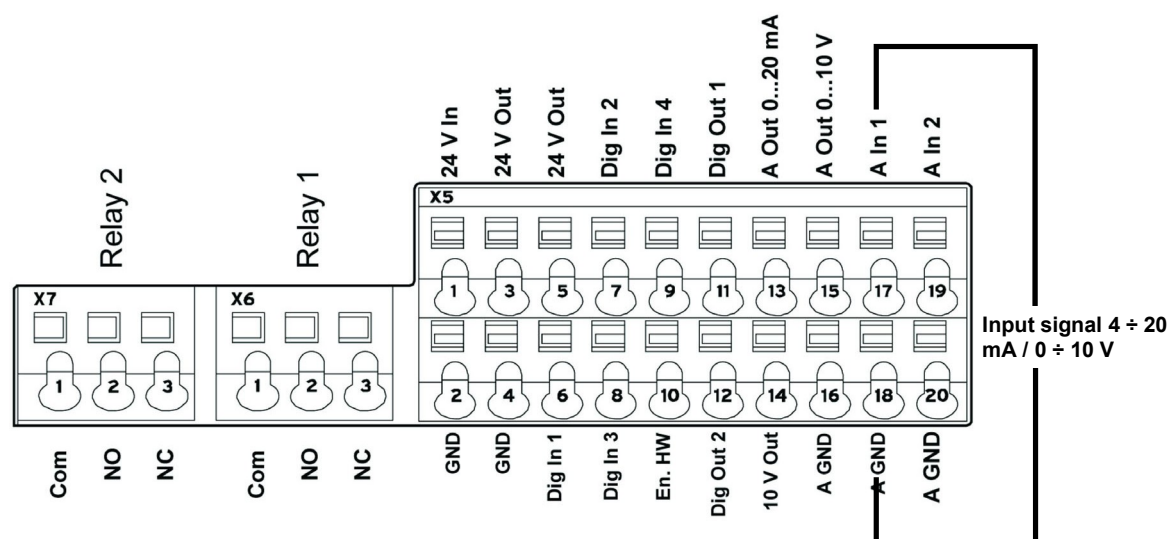 24 V In
24 V Out
24 V Out
Dig In 2
Dig In 4
Dig Out 1
A Out 0...20 mA
A Out 0...10 V
A In 1
A In 2
Relay 2
Relay 1
X5
1
3
5
7
9
11
13
15
17
19
X7
X6
Input signal 4 ÷ 20
mA / 0 ÷ 10 V
1
2
3
1
2
3
2
4
6
8
10
12
14
16
18
20
Com
NO
NC
Com
NO
NC
GND
GND
Dig In 1
Dig In 3
En. HW
Dig Out 2
10 V Out
A GND
A GND
A GND